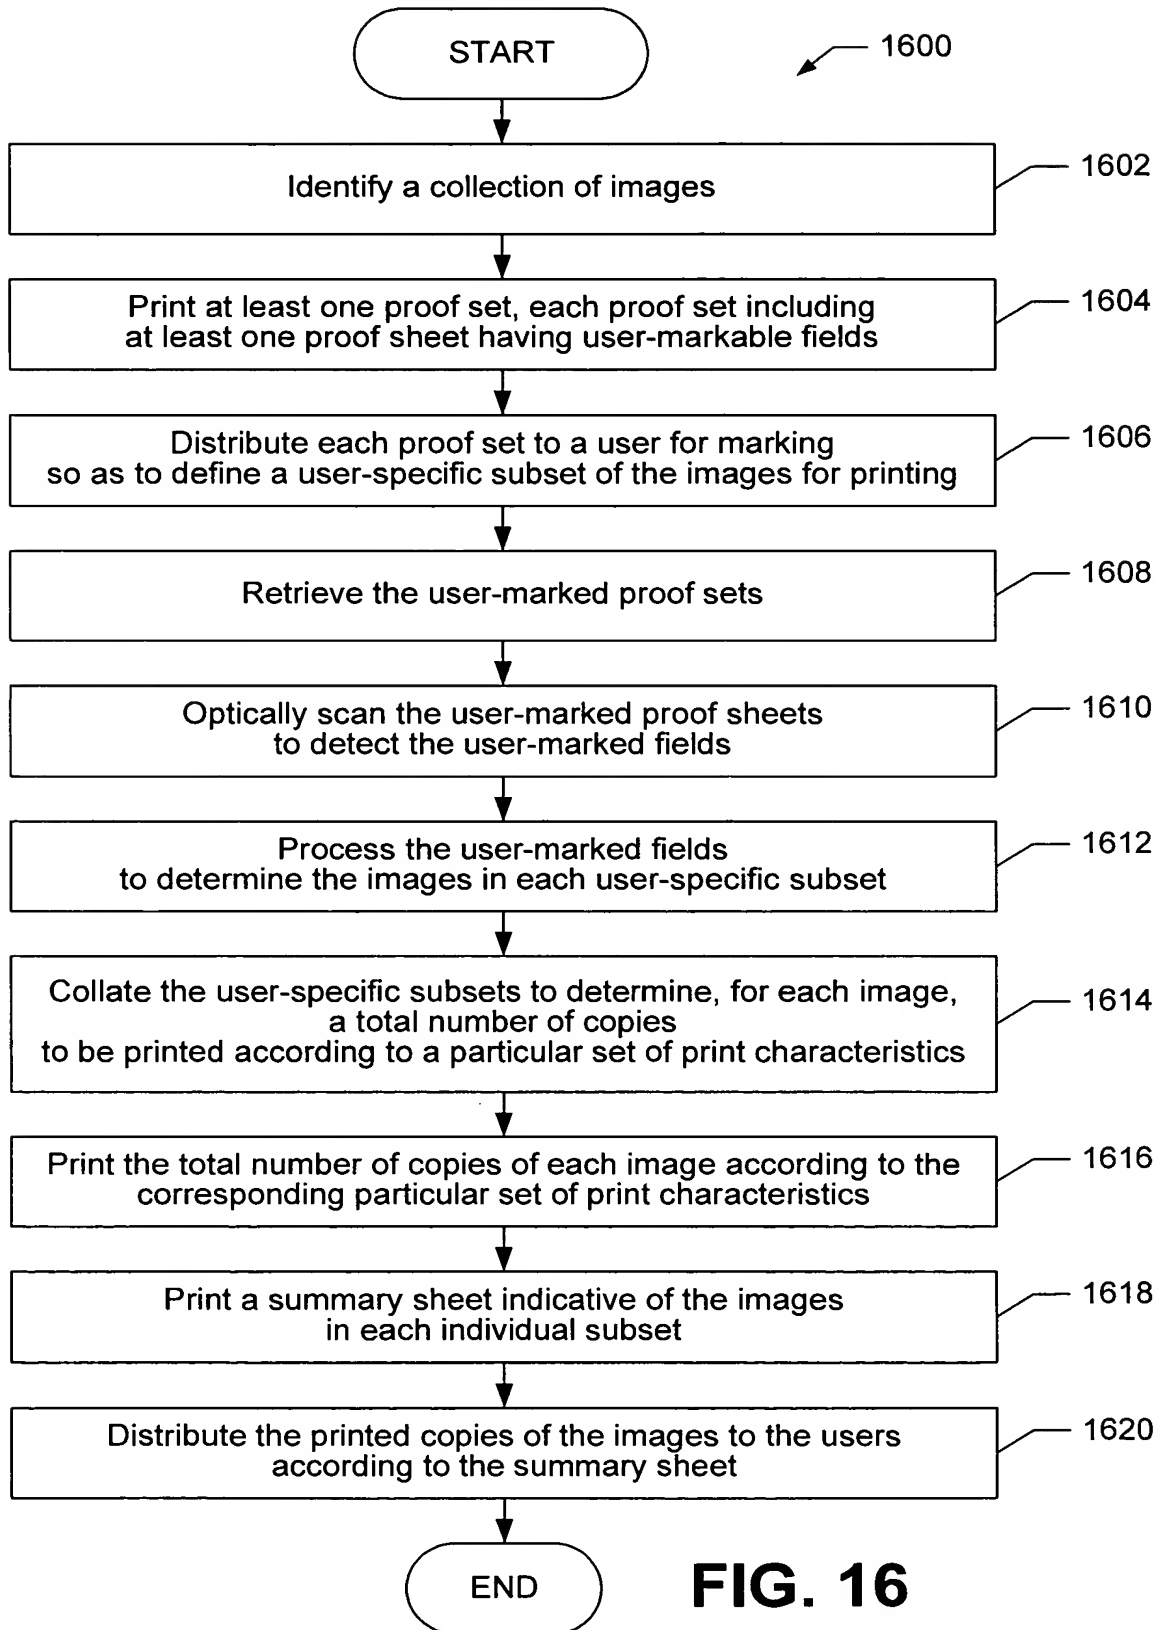 START
1600
Identify a collection of images
1602
Print at least one proof set, each proof set including
at least one proof sheet having user-markable fields
1604
Distribute each proof set to a user for marking
so as to define a user-specific subset of the images for printing
1606
Retrieve the user-marked proof sets
1608
Optically scan the user-marked proof sheets
to detect the user-marked fields
1610
Process the user-marked fields
to determine the images in each user-specific subset
1612
Collate the user-specific subsets to determine, for each image,
a total number of copies
to be printed according to a particular set of print characteristics
1614
Print the total number of copies of each image according to the
corresponding particular set of print characteristics
1616
Print a summary sheet indicative of the images
in each individual subset
1618
Distribute the printed copies of the images to the users
according to the summary sheet
1620
END
FIG. 16